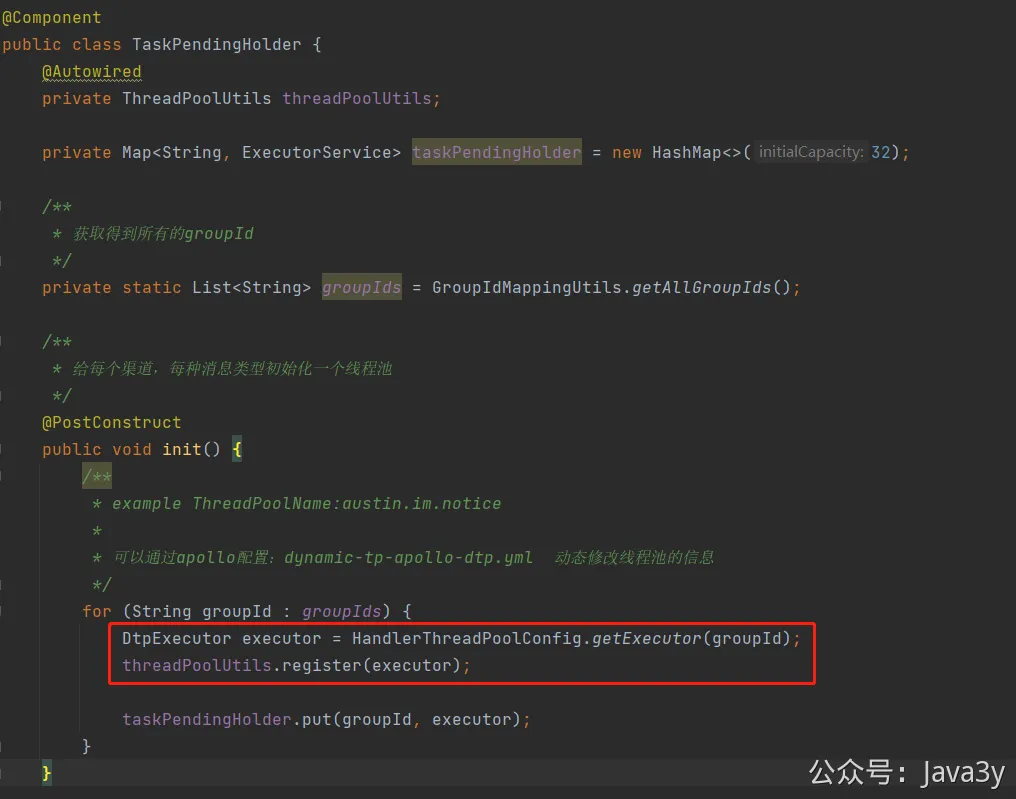 @Component
public class TaskPendingHolder {
@Autowired
private ThreadPoolUtils threadPoolUtils;
private Map<String, ExecutorService> taskPendingHolder = new HashMap<>( initialCapacity: 32);
/**
* 获取得到所有的groupId
*/
private static List<String> groupIds = GroupIdMappingUtils.getAllGroupIds();
/**
* 给每个渠道，每种消息类型初始化一个线程池
*/
@PostConstruct
public void init() {
/**
* example ThreadPoolName:austin.im.notice
*
* 可以通过apollo配置：dynamic-tp-apollo-dtp.yml  动态修改线程池的信息
*/
for (String groupId : groupIds) {
DtpExecutor executor = HandlerThreadPoolConfig.getExecutor(groupId);
threadPoolUtils.register(executor);
taskPendingHolder.put(groupId, executor);
}
}
公众号：Java3y